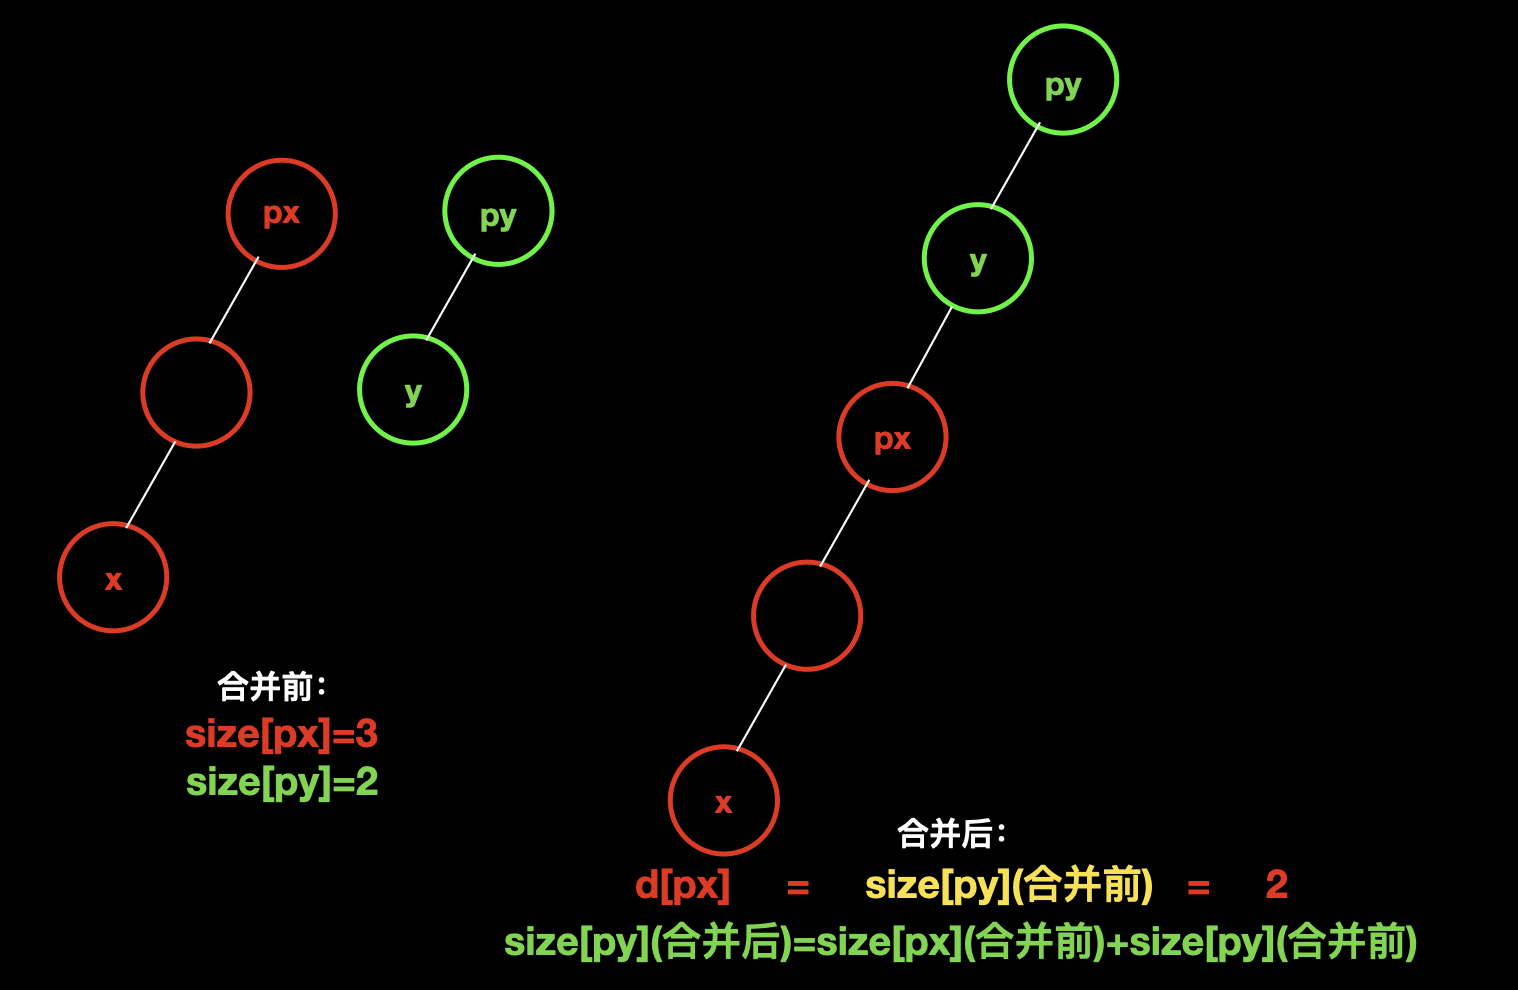 px
py
y
x
合并前：
size[px]=3
size[py]=2
py
y
px
x
合并后：
d[px] = size[py](合并前) = 2
size[py](合并后)=size[px](合并前)+size[py](合并前)